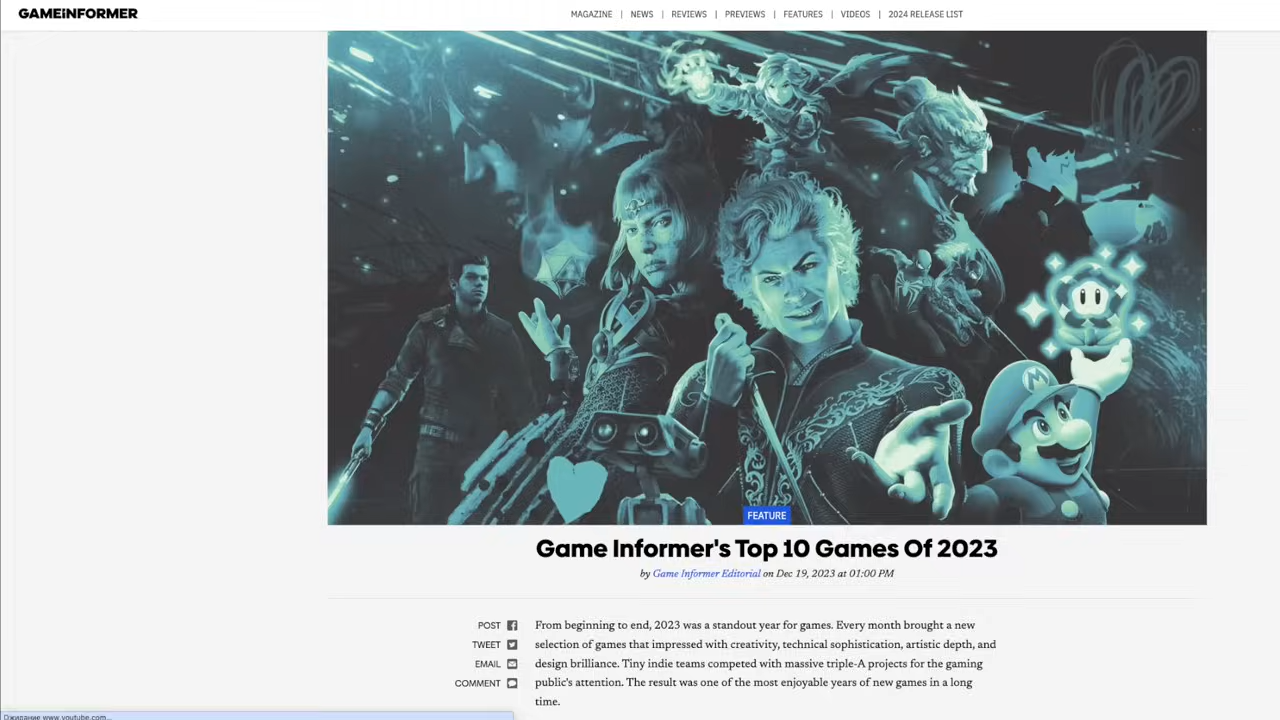 GAMEiNFORMER
MAGAZINE | NEWS | REVIEWS | PREVIEWS | FEATURES | VIDEOS | 2024 RELEASE LIST
M
FEATURE
Game Informer's Top 10 Games Of 2023
by Game Informer Editorial on Dec 19, 2023 at 01:00 PM
POST
TWEET
EMAIL
COMMENT
From beginning to end, 2023 was a standout year for games. Every month brought a new
selection of games that impressed with creativity, technical sophistication, artistic depth, and
design brilliance. Tiny indie teams competed with massive triple-A projects for the gaming
public's attention. The result was one of the most enjoyable years of new games in a long
time.
Ожидание www.youtube.com...